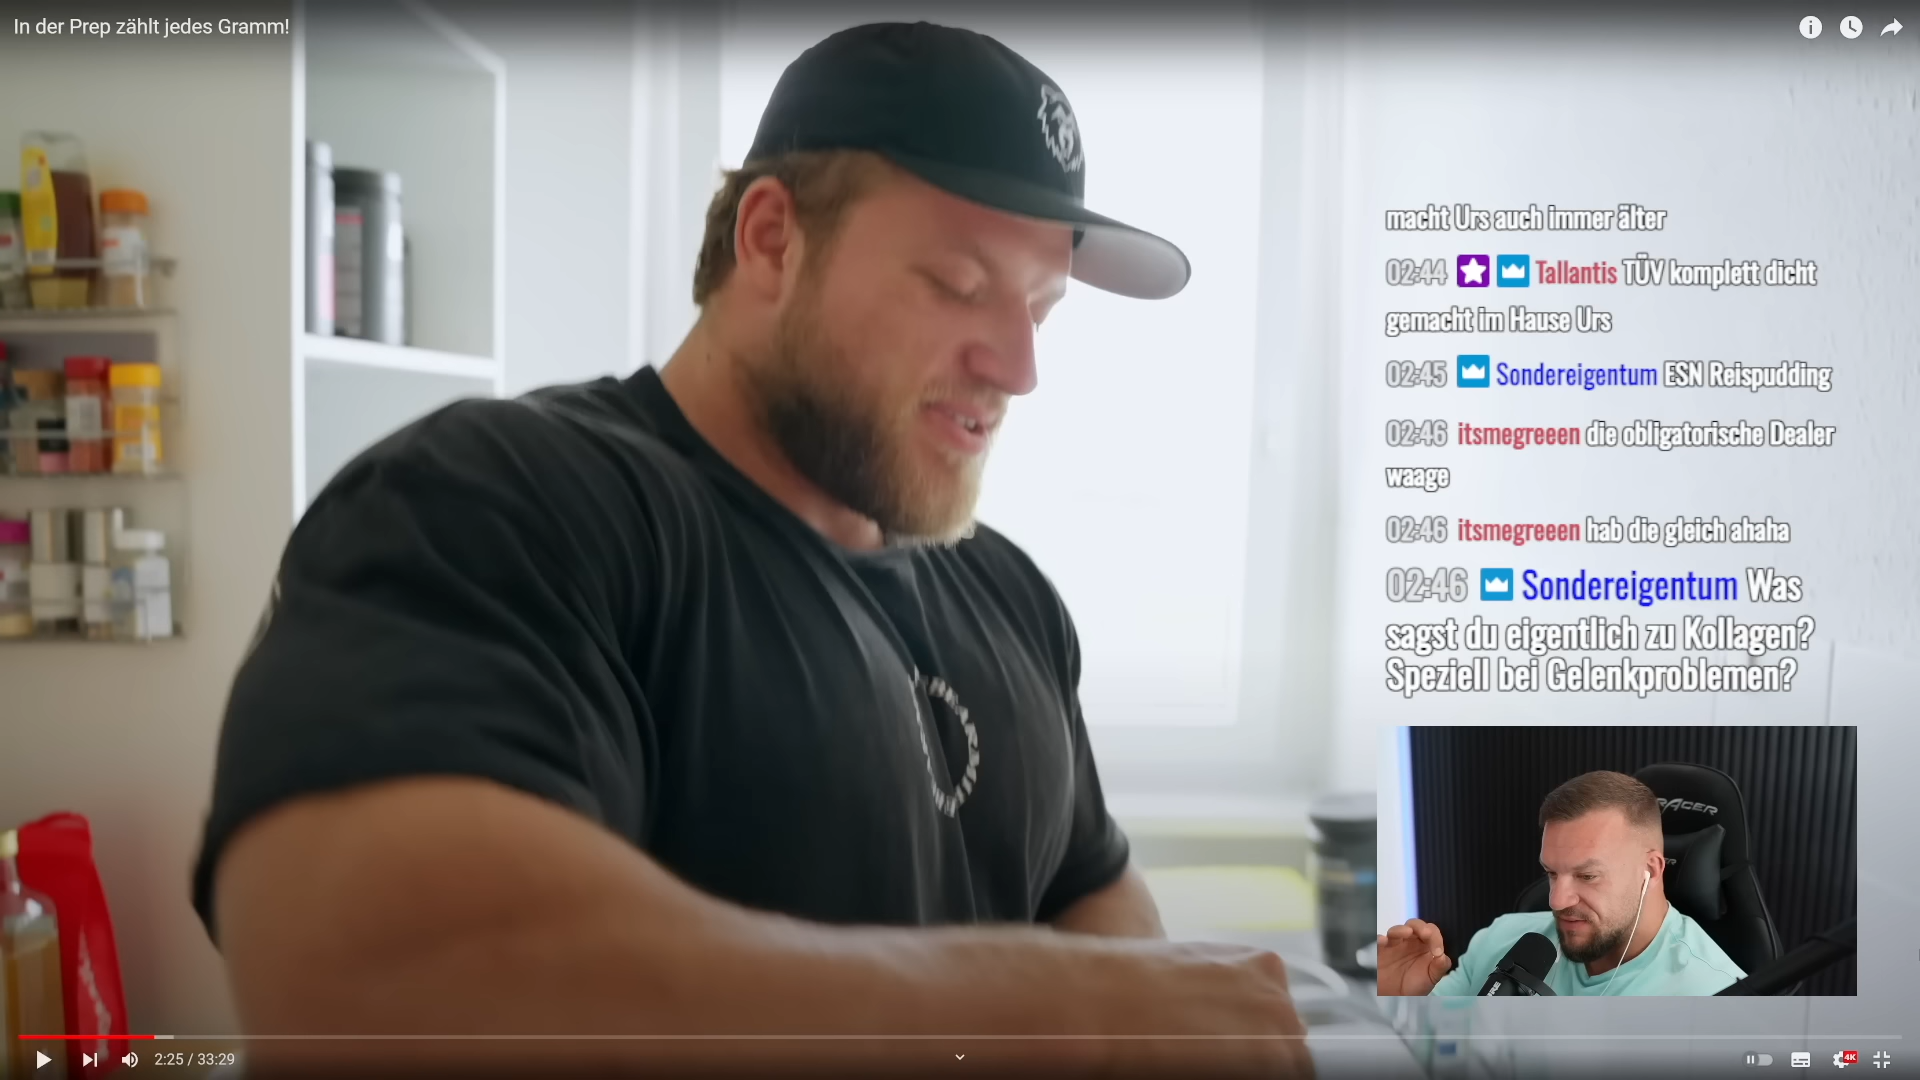 In der Prep zählt jedes Gramm!
macht Urs auch immer älter
02:44 Tallantis TÜV komplett dicht
gemacht im Hause Urs
02:45 Sondereigentum ESN Reispudding
02:46 itsmegreeen die obligatorische Dealer
waage
02:46 itsmegreeen hab die gleich ahaha
02:46 Sondereigentum Was
sagst du eigentlich zu Kollagen?
Speziell bei Gelenkproblemen?
2:25 / 33:29
4K